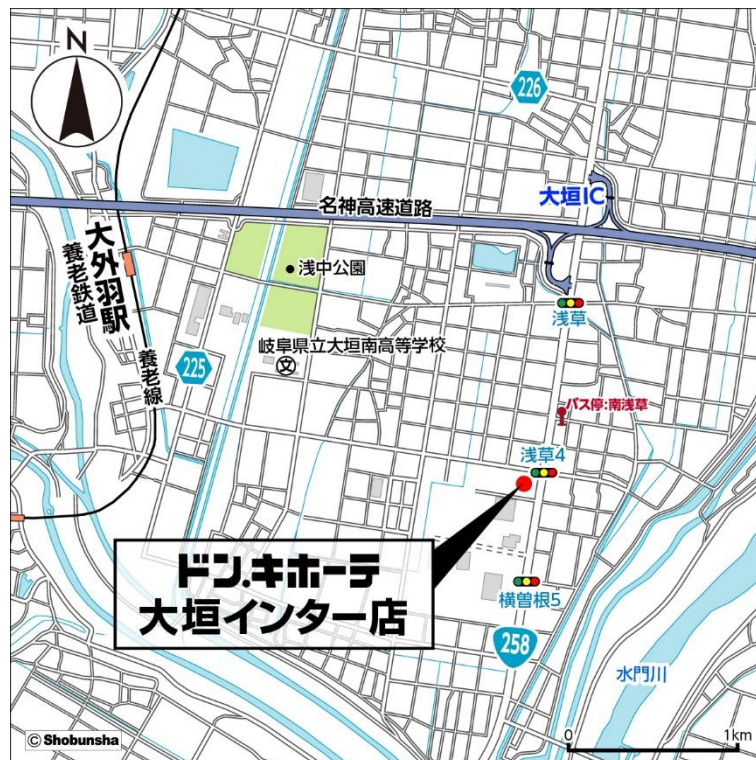 N
226
大垣IC
名神高速道路
大外羽駅
養老鉄道
浅中公園
浅草
岐阜県立大垣南高等学校
文
225
養老線
バス停:南浅草
浅草4
ドン.キホーテ
大垣インター店
横曽根5
258
水門川
© Shobunsha
0 1km